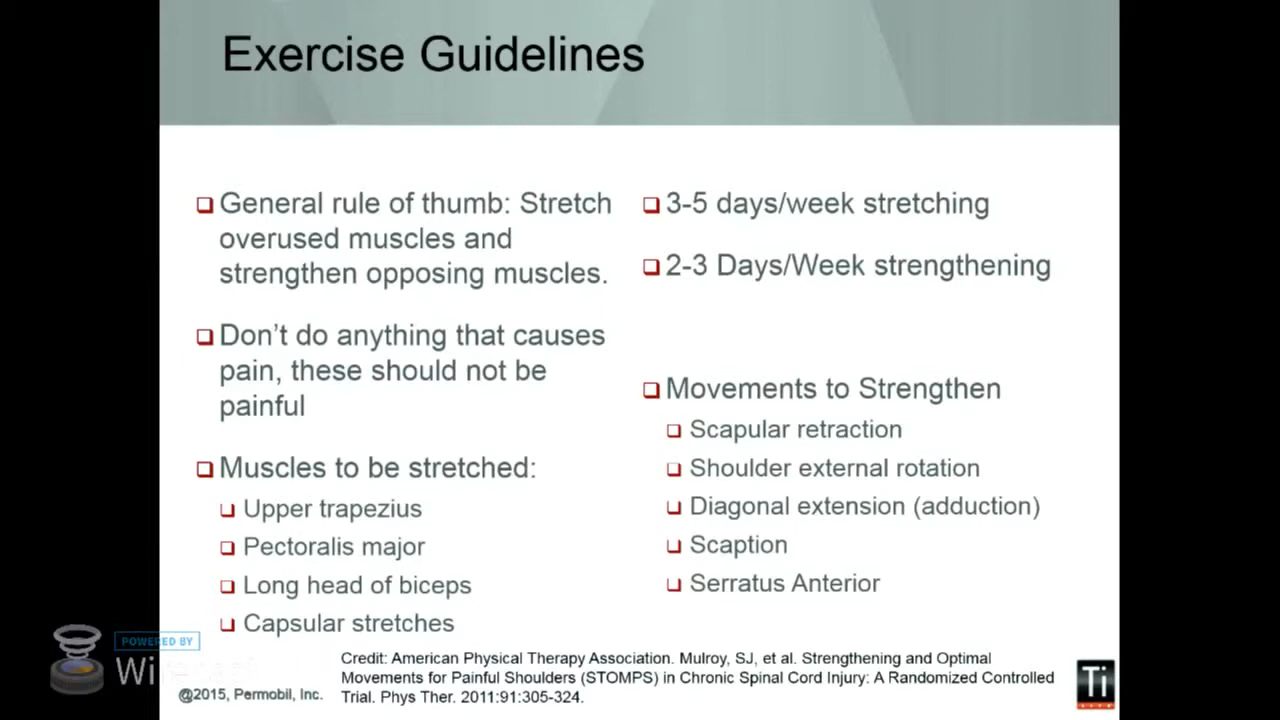 Exercise Guidelines
General rule of thumb: Stretch
overused muscles and
strengthen opposing muscles.
Don't do anything that causes
pain, these should not be
painful
Muscles to be stretched:
Upper trapezius
Pectoralis major
Long head of biceps
Capsular stretches
3-5 days/week stretching
2-3 Days/Week strengthening
Movements to Strengthen
Scapular retraction
Shoulder external rotation
Diagonal extension (adduction)
Scaption
Serratus Anterior
POWERED BY
Wirecast
@2015, Permobil, Inc.
Credit: American Physical Therapy Association. Mulroy, SJ, et al. Strengthening and Optimal
Movements for Painful Shoulders (STOMPS) in Chronic Spinal Cord Injury: A Randomized Controlled
Trial. Phys Ther. 2011:91:305-324.
Ti